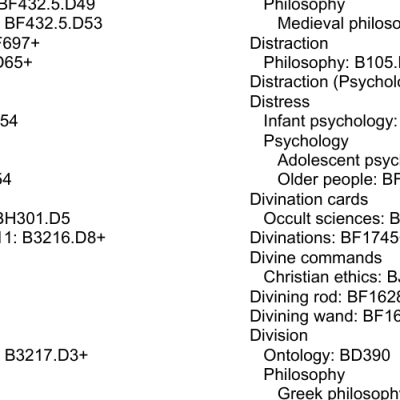 BF432.5.D49
BF432.5.D53
F697+
D65+
54
54
BH301.D5
11: B3216.D8+
B3217.D3+
Philosophy
Medieval philoso
Distraction
Philosophy: B105.
Distraction (Psychol
Distress
Infant psychology:
Psychology
Adolescent psyc
Older people: BF
Divination cards
Occult sciences: B
Divinations: BF1745
Divine commands
Christian ethics: B
Divining rod: BF1628
Divining wand: BF16
Division
Ontology: BD390
Philosophy
Greek philosoph